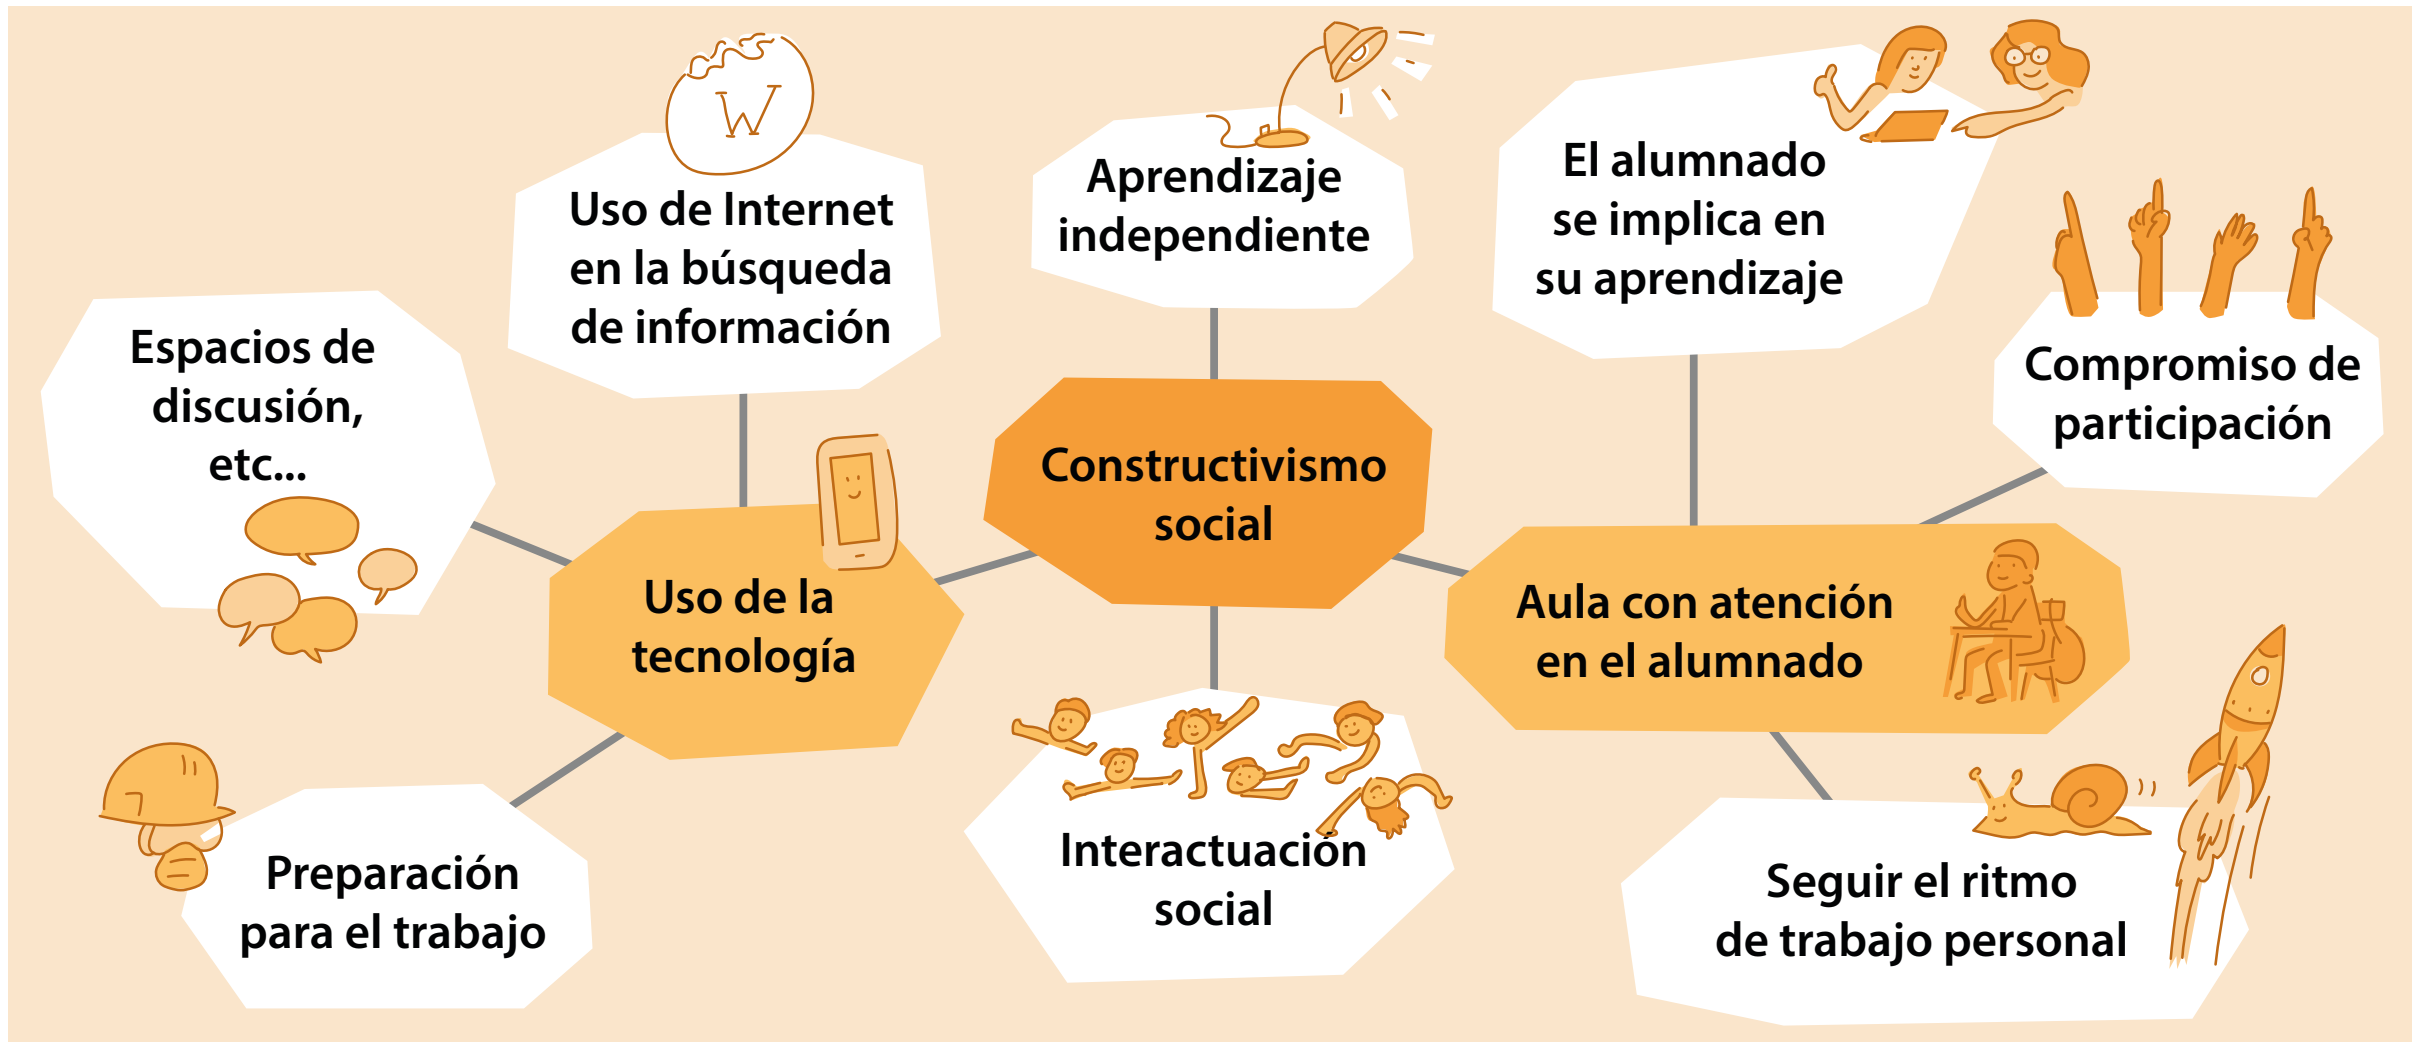 W
Uso de Internet
en la búsqueda
de información
Aprendizaje
independiente
El alumnado
se implica en
su aprendizaje
Espacios de
discusión,
etc...
Compromiso de
participación
Constructivismo
social
Uso de la
tecnología
Aula con atención
en el alumnado
Preparación
para el trabajo
Interactuación
social
Seguir el ritmo
de trabajo personal